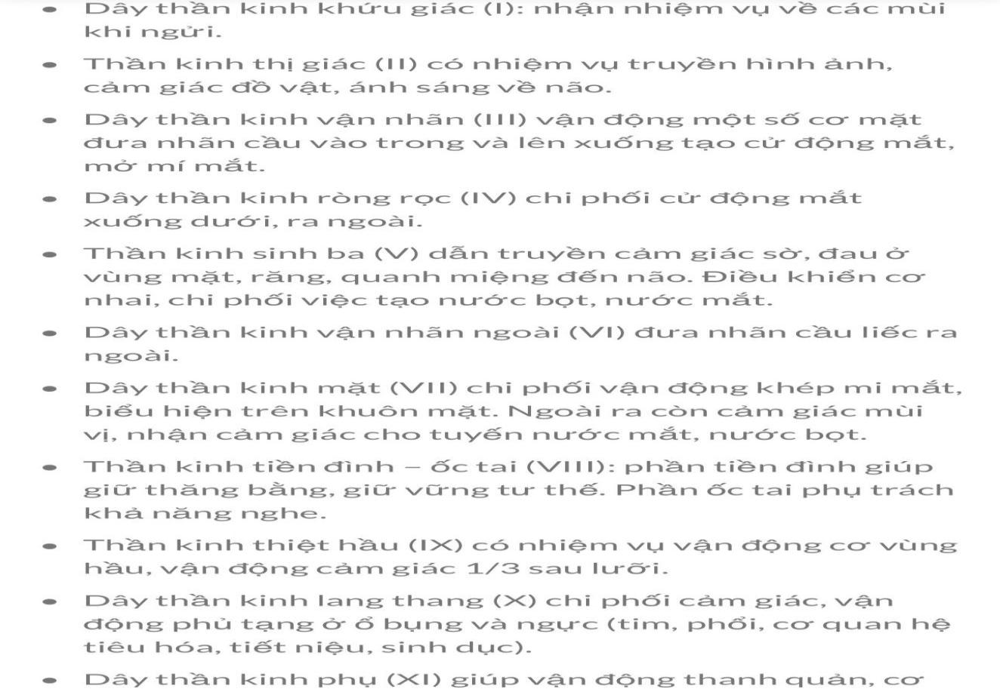 • Dây thần kinh khứu giác (I): nhận nhiệm vụ về các mùi
khi ngửi.
• Thần kinh thị giác (II) có nhiệm vụ truyền hình ảnh,
cảm giác đồ vật, ánh sáng về não.
• Dây thần kinh vận nhãn (III) vận động một số cơ mặt
đưa nhãn cầu vào trong và lên xuống tạo cử động mắt,
mở mí mắt.
• Dây thần kinh ròng rọc (IV) chi phối cử động mắt
xuống dưới, ra ngoài.
• Thần kinh sinh ba (V) dẫn truyền cảm giác sờ, đau ở
vùng mặt, răng, quanh miệng đến não. Điều khiển cơ
nhai, chi phối việc tạo nước bọt, nước mắt.
• Dây thần kinh vận nhãn ngoài (VI) đưa nhãn cầu liếc ra
ngoài.
• Dây thần kinh mặt (VII) chi phối vận động khép mi mắt,
biểu hiện trên khuôn mặt. Ngoài ra còn cảm giác mùi
vị, nhận cảm giác cho tuyến nước mắt, nước bọt.
• Thần kinh tiền đình – ốc tai (VIII): phần tiền đình giúp
giữ thăng bằng, giữ vững tư thế. Phần ốc tai phụ trách
khả năng nghe.
• Thần kinh thiệt hầu (IX) có nhiệm vụ vận động cơ vùng
hầu, vận động cảm giác 1/3 sau lưỡi.
• Dây thần kinh lang thang (X) chi phối cảm giác, vận
động phủ tạng ở ổ bụng và ngực (tim, phổi, cơ quan hệ
tiêu hóa, tiết niệu, sinh dục).
• Dây thần kinh phụ (XI) giúp vận động thanh quản, cơ